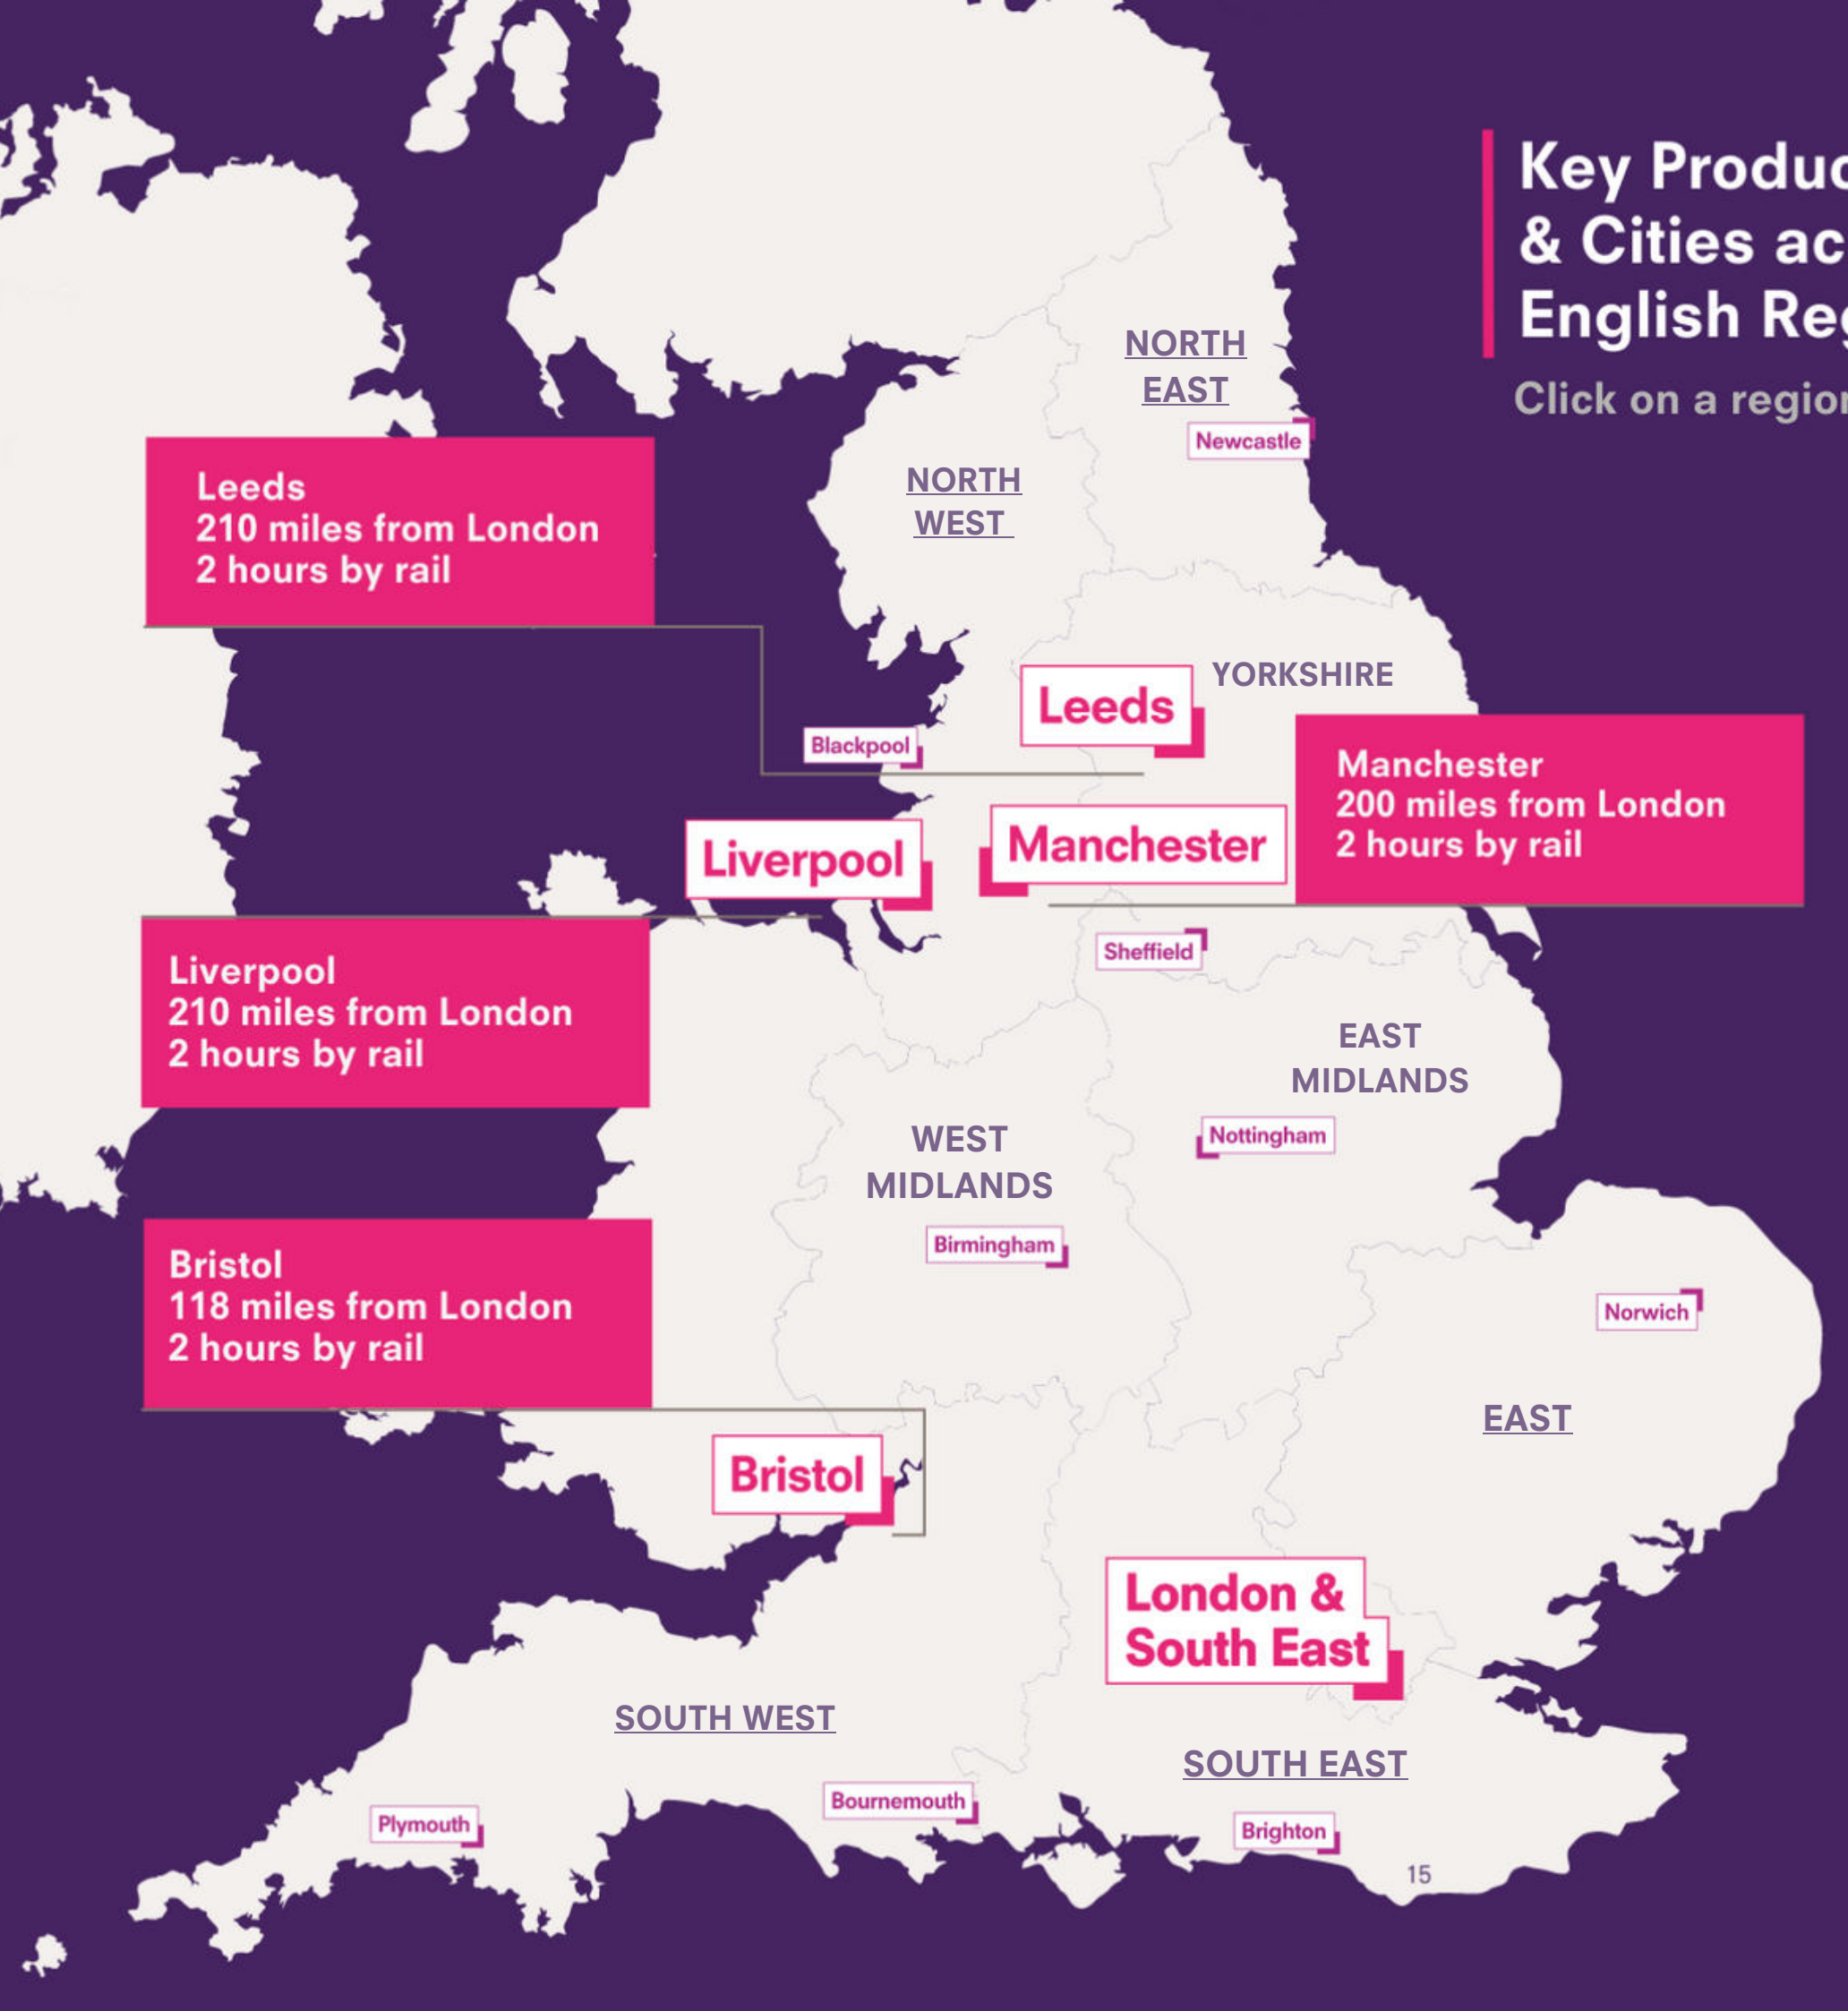 Key Produc
& Cities ac
English Reg
Click on a region
NORTH
EAST
Newcastle
NORTH
WEST
Leeds
210 miles from London
2 hours by rail
Leeds
YORKSHIRE
Blackpool
Manchester
200 miles from London
2 hours by rail
Liverpool
Manchester
Sheffield
Liverpool
210 miles from London
2 hours by rail
EAST
MIDLANDS
WEST
MIDLANDS
Nottingham
Birmingham
Bristol
118 miles from London
2 hours by rail
Norwich
EAST
Bristol
London &
South East
SOUTH WEST
SOUTH EAST
Bournemouth
Plymouth
Brighton
15